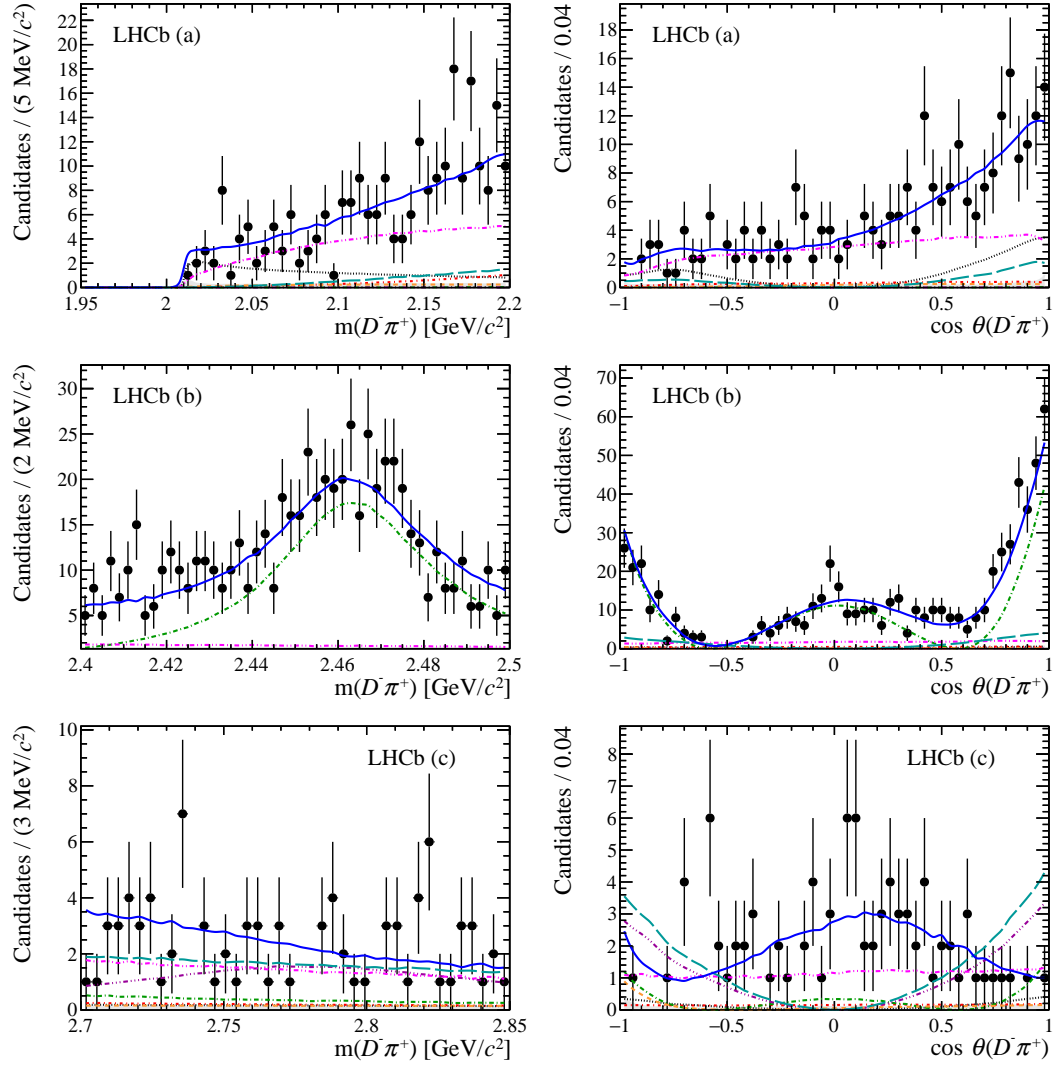 LHCb (a)
Candidates / (5 MeV/c²)
22
20
18
16
14
12
10
8
6
4
2
0
1.95 2 2.05 2.1 2.15 2.2
m(D⁻π⁺) [GeV/c²]
LHCb (a)
Candidates / 0.04
18
16
14
12
10
8
6
4
2
0
−1 −0.5 0 0.5 1
cos θ(D⁻π⁺)
LHCb (b)
Candidates / (2 MeV/c²)
30
25
20
15
10
5
2.4 2.42 2.44 2.46 2.48 2.5
m(D⁻π⁺) [GeV/c²]
LHCb (b)
Candidates / 0.04
70
60
50
40
30
20
10
0
−1 −0.5 0 0.5 1
cos θ(D⁻π⁺)
LHCb (c)
Candidates / (3 MeV/c²)
10
8
6
4
2
0
2.7 2.75 2.8 2.85
m(D⁻π⁺) [GeV/c²]
LHCb (c)
Candidates / 0.04
8
7
6
5
4
3
2
1
0
−1 −0.5 0 0.5 1
cos θ(D⁻π⁺)